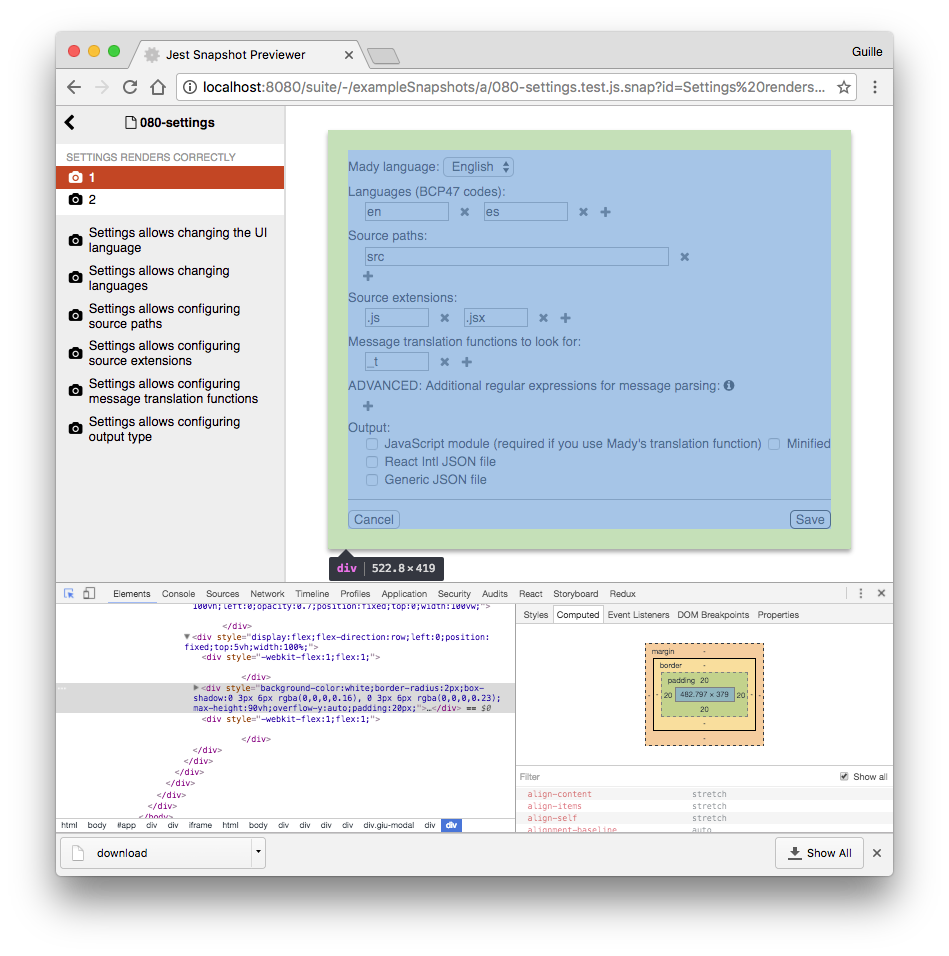 Jest Snapshot Previewer
Guille
localhost:8080/suite/-/exampleSnapshots/a/080-settings.test.js.snap?id=Settings%20renders...
080-settings
SETTINGS RENDERS CORRECTLY
1
2
Settings allows changing the UI
language
Settings allows changing
languages
Settings allows configuring
source paths
Settings allows configuring
source extensions
Settings allows configuring
message translation functions
Settings allows configuring
output type
Mady language: English
Languages (BCP47 codes):
en es
Source paths:
src
Source extensions:
.js .jsx
Message translation functions to look for:
_t
ADVANCED: Additional regular expressions for message parsing:
Output:
JavaScript module (required if you use Mady's translation function) Minified
React Intl JSON file
Generic JSON file
Cancel Save
div 522.8 × 419
Elements Console Sources Network Timeline Profiles Application Security Audits React Storyboard Redux
100vh;left:0;opacity:0.7;position:fixed;top:0;width:100vw;">
</div>
<div style="display:flex;flex-direction:row;left:0;position:
fixed;top:5vh;width:100%;">
<div style="-webkit-flex:1;flex:1;">
</div>
<div style="background-color:white;border-radius:2px;box-
shadow:0 3px 6px rgba(0,0,0,0.16), 0 3px 6px rgba(0,0,0,0.23);
max-height:90vh;overflow-y:auto;padding:20px;">…</div> == $0
<div style="-webkit-flex:1;flex:1;">
</div>
</div>
</div>
</div>
</div>
</div>
</div>
</body>
html body #app div div iframe html body div div div div div.giu-modal div div
Styles Computed Event Listeners DOM Breakpoints Properties
margin -
border -
padding 20
- - 20 482.797 × 379 20 - -
20
-
-
Filter Show all
align-content stretch
align-items stretch
align-self stretch
alignment-baseline auto
download
Show All